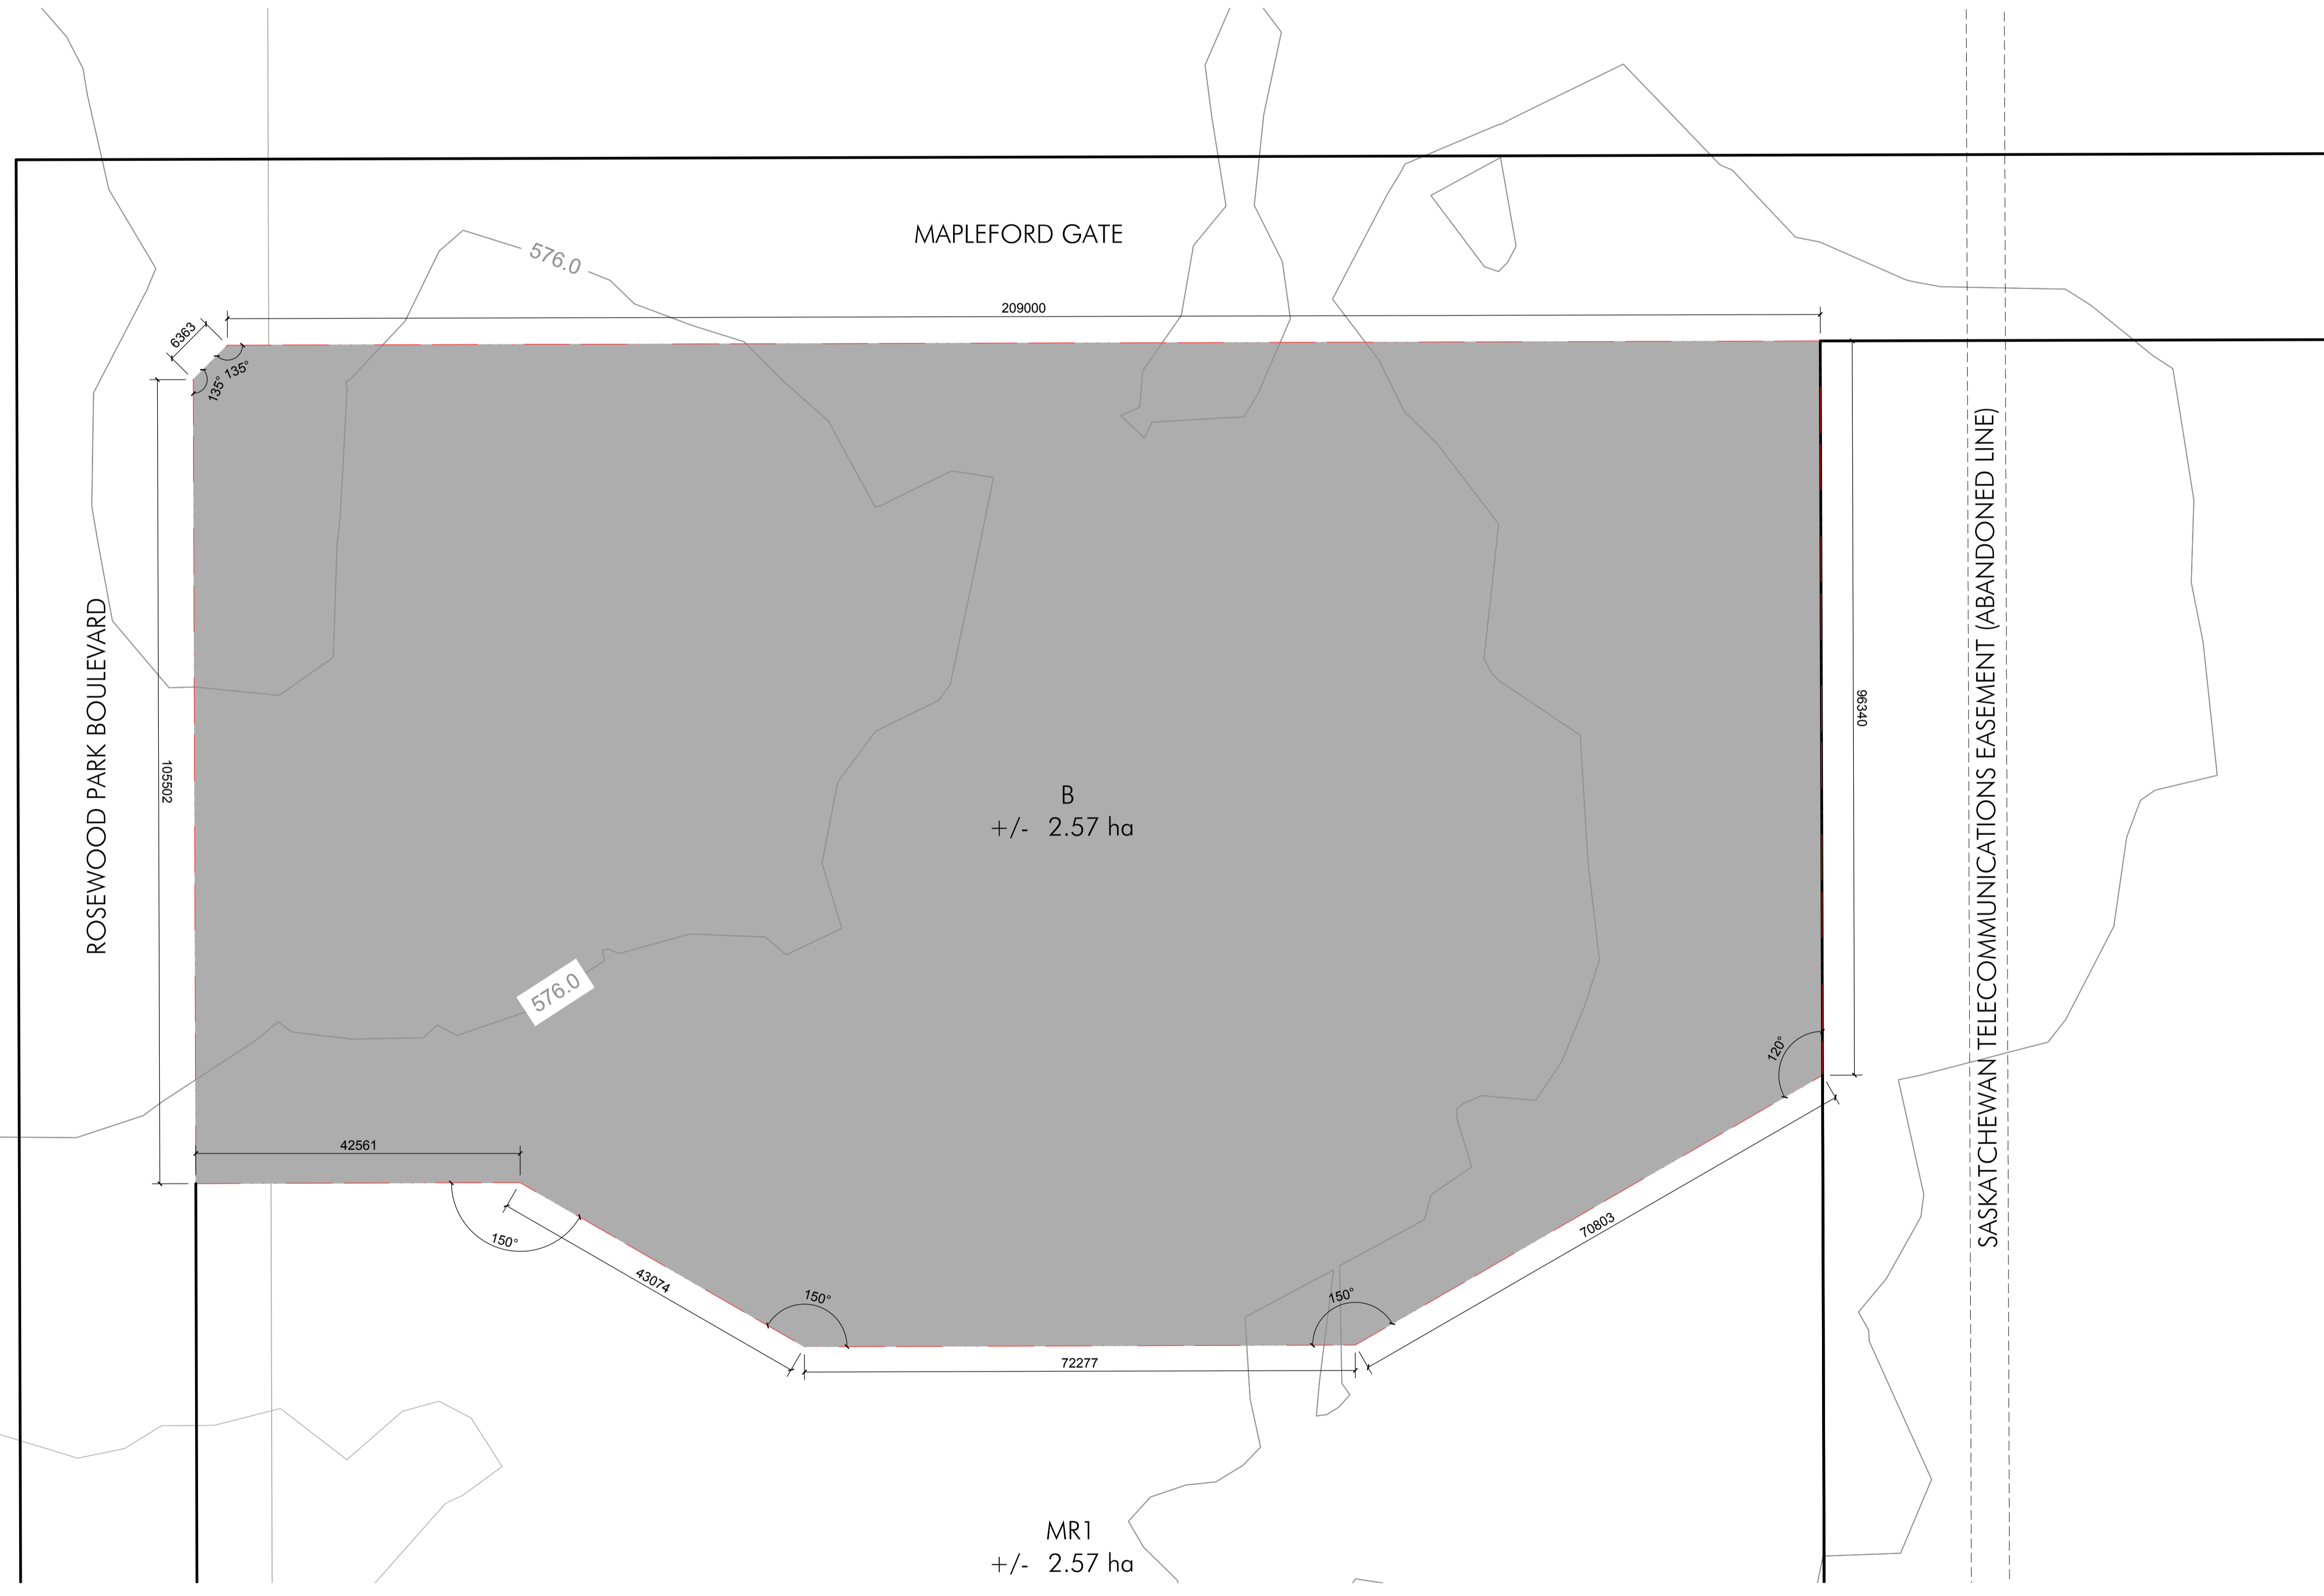 MAPLEFORD GATE
576.0
209000
6363
135°
135°
ROSEWOOD PARK BOULEVARD
105502
96340
SASKATCHEWAN TELECOMMUNICATIONS EASEMENT (ABANDONED LINE)
B
+/- 2.57 ha
576.0
120°
42561
150°
43074
150°
150°
70803
72277
MR1
+/- 2.57 ha